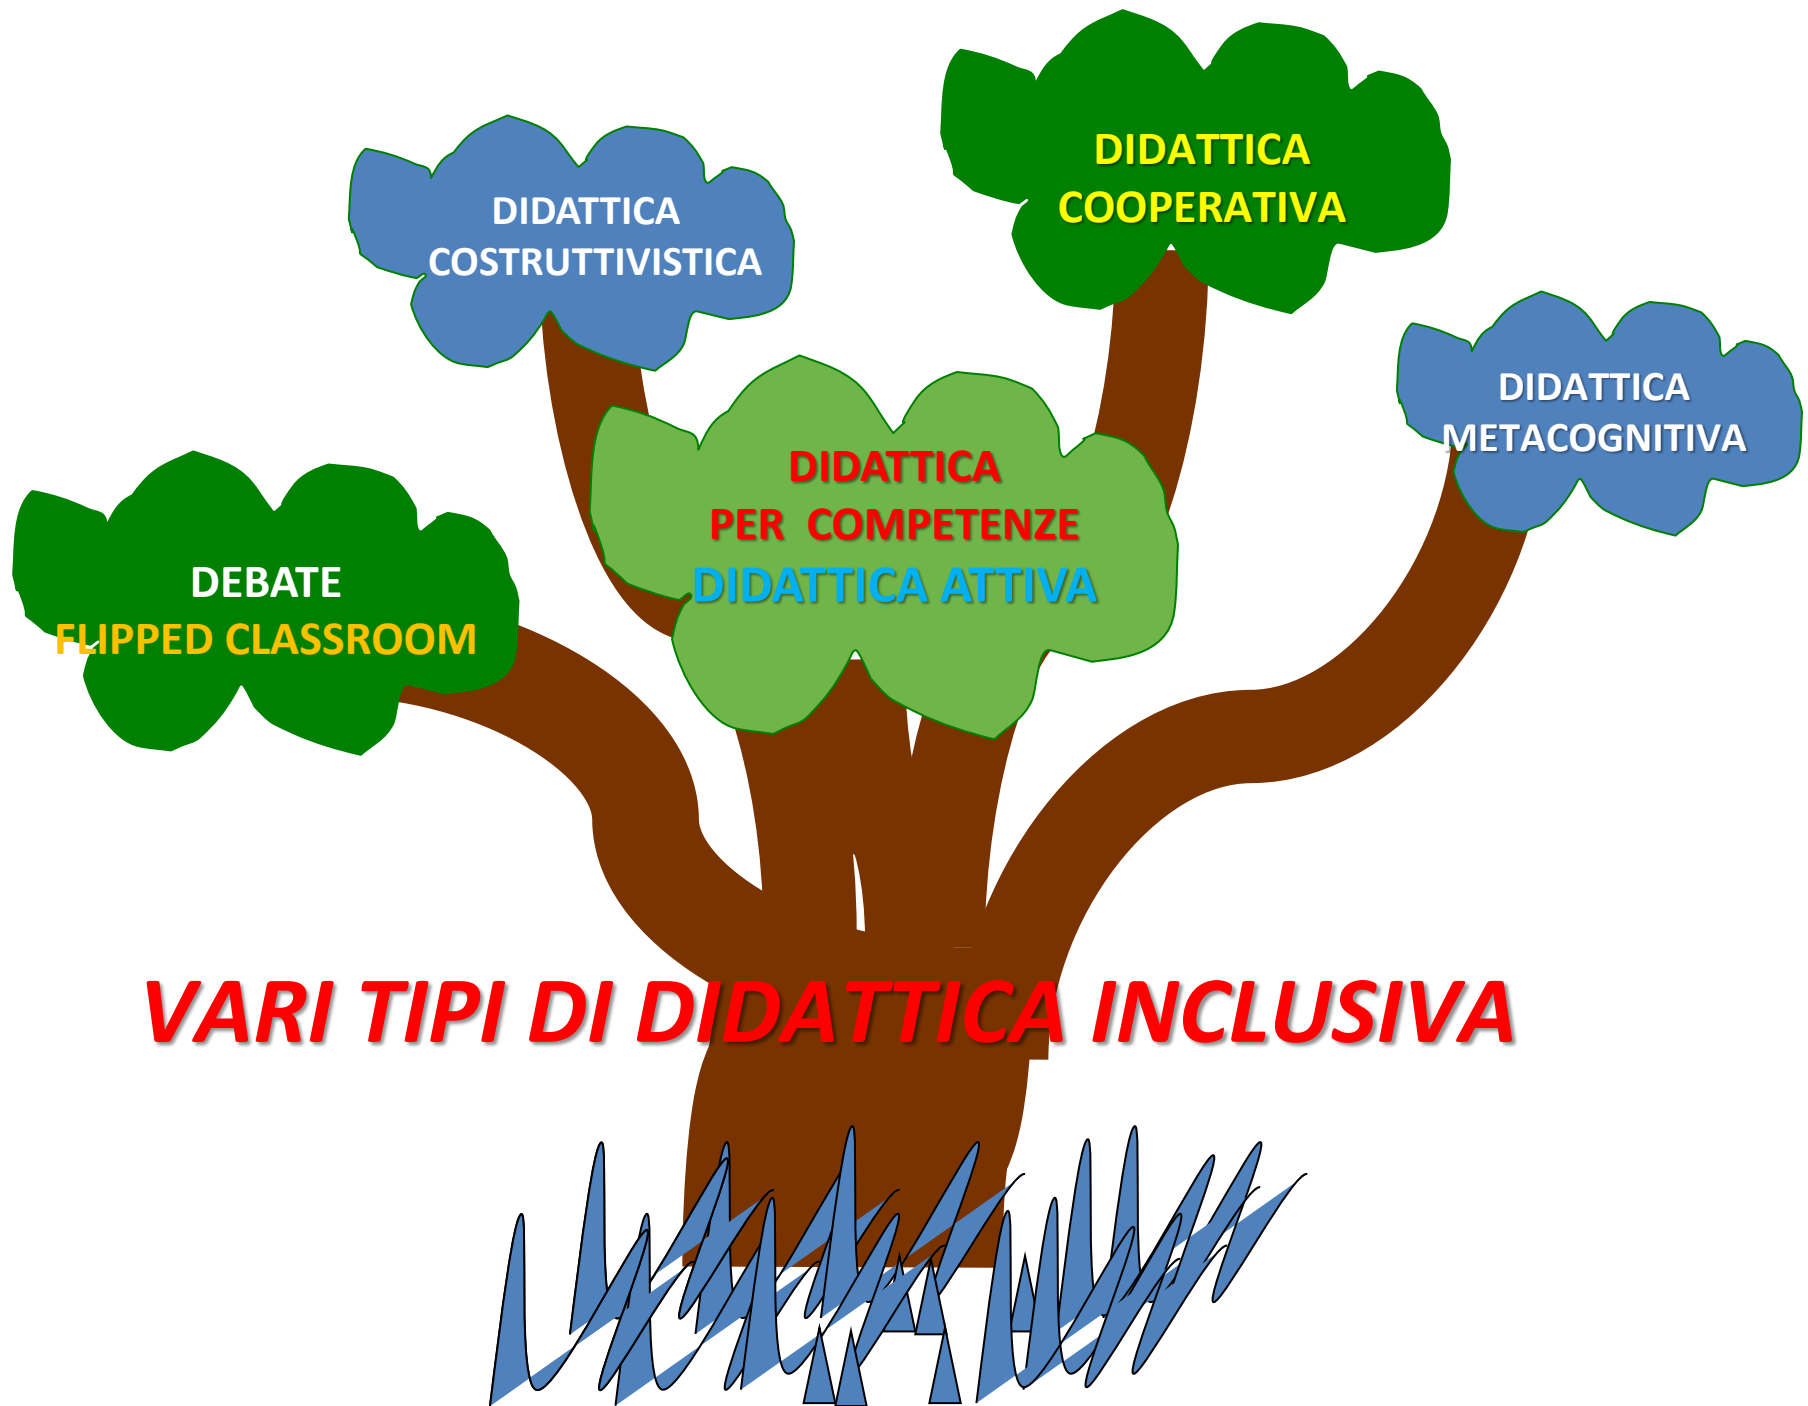 DIDATTICA
COOPERATIVA
DIDATTICA
COSTRUTTIVISTICA
DIDATTICA
METACOGNITIVA
DIDATTICA
PER COMPETENZE
DIDATTICA ATTIVA
DEBATE
FLIPPED CLASSROOM
VARI TIPI DI DIDATTICA INCLUSIVA